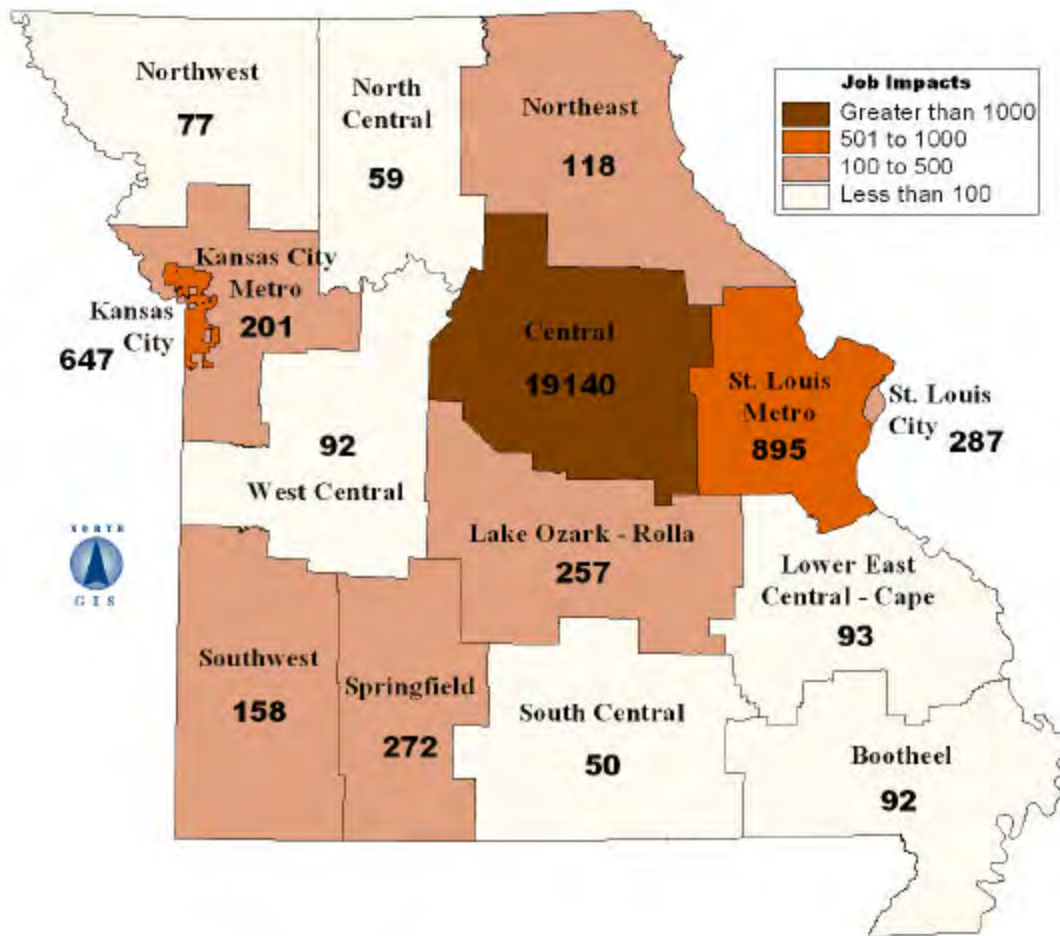 Northwest
77
North
Central
59
Northeast
118
Job Impacts
Greater than 1000
501 to 1000
100 to 500
Less than 100
Kansas City
Metro
201
Kansas
City
647
Central
19140
St. Louis
Metro
895
St. Louis
City
287
92
West Central
NORTH
GIS
Lake Ozark - Rolla
257
Lower East
Central - Cape
93
Southwest
158
Springfield
272
South Central
50
Bootheel
92